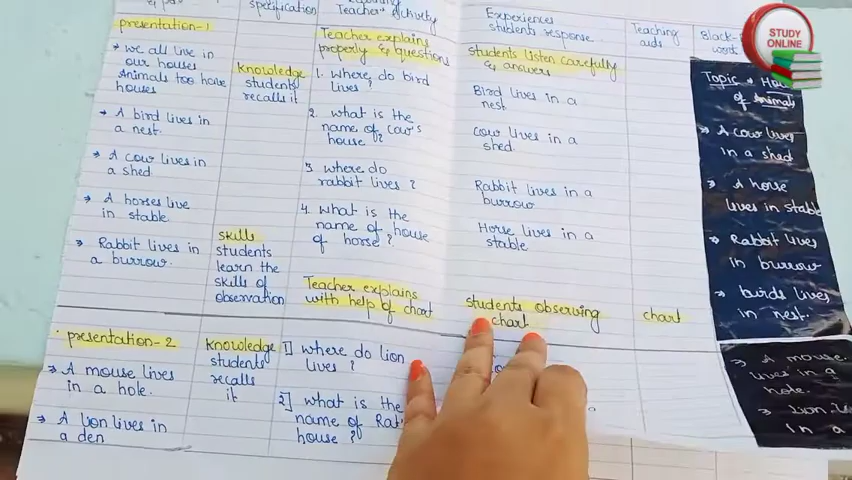 specification
Teacher's activity
Experiences
students response
Teaching
aids
Black-
word
STUDY
ONLINE
presentation-1
→ we all live in
our houses
Animals too have
houses
→ A bird lives in
a nest.
→ A cow lives in
a shed.
→ A horses live
in stable.
→ Rabbit lives in
a burrow.
knowledge
students
recalls it
skills
students
learn the
skills of
observation
Teacher explains
properly & questions
1. where do bird
lives?
2. what is the
name of cow's
house?
3. where do
rabbit lives?
4. what is the
name of house
of horse?
Teacher explains
with help of chart
students listen carefully
& answers
Bird lives in a
nest.
cow lives in a
shed
Rabbit lives in a
burrow
Horse lives in a
stable
students observing
chart
chart
Topic →
of Animals
→ A cow lives
in a shed
→ A horse
lives in stable
→ Rabbit lives
in burrow
→ birds lives
in nest.
presentation-2
→ A mouse lives
in a hole.
→ A Lion lives in
a den
knowledge
students
recalls
it
1] where do lion
lives?
2] what is the
name of Rat
house?
→ A mouse
lives in a
hole.
→ Lion
in a